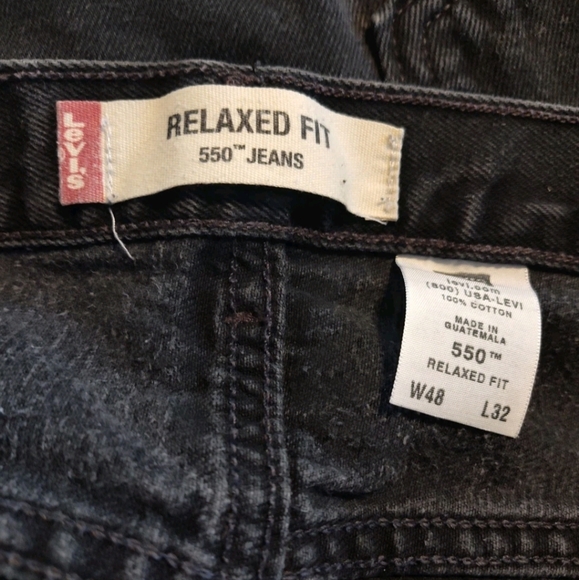 Levi's
RELAXED FIT
550™ JEANS
levi.com
(800) USA-LEVI
100% COTTON
MADE IN
GUATEMALA
550™
RELAXED FIT
W48 L32